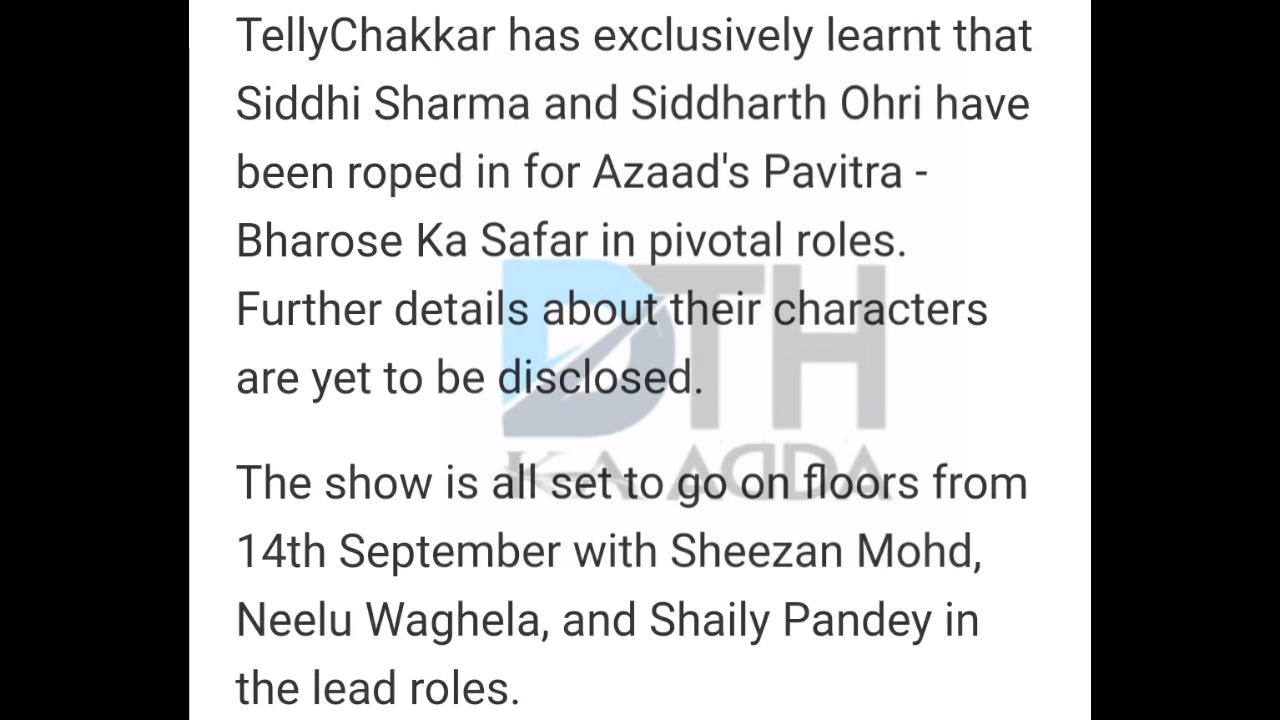 TellyChakkar has exclusively learnt that
Siddhi Sharma and Siddharth Ohri have
been roped in for Azaad's Pavitra -
Bharose Ka Safar in pivotal roles.
Further details about their characters
are yet to be disclosed.
The show is all set to go on floors from
14th September with Sheezan Mohd,
Neelu Waghela, and Shaily Pandey in
the lead roles.
DTH
KA ADDA